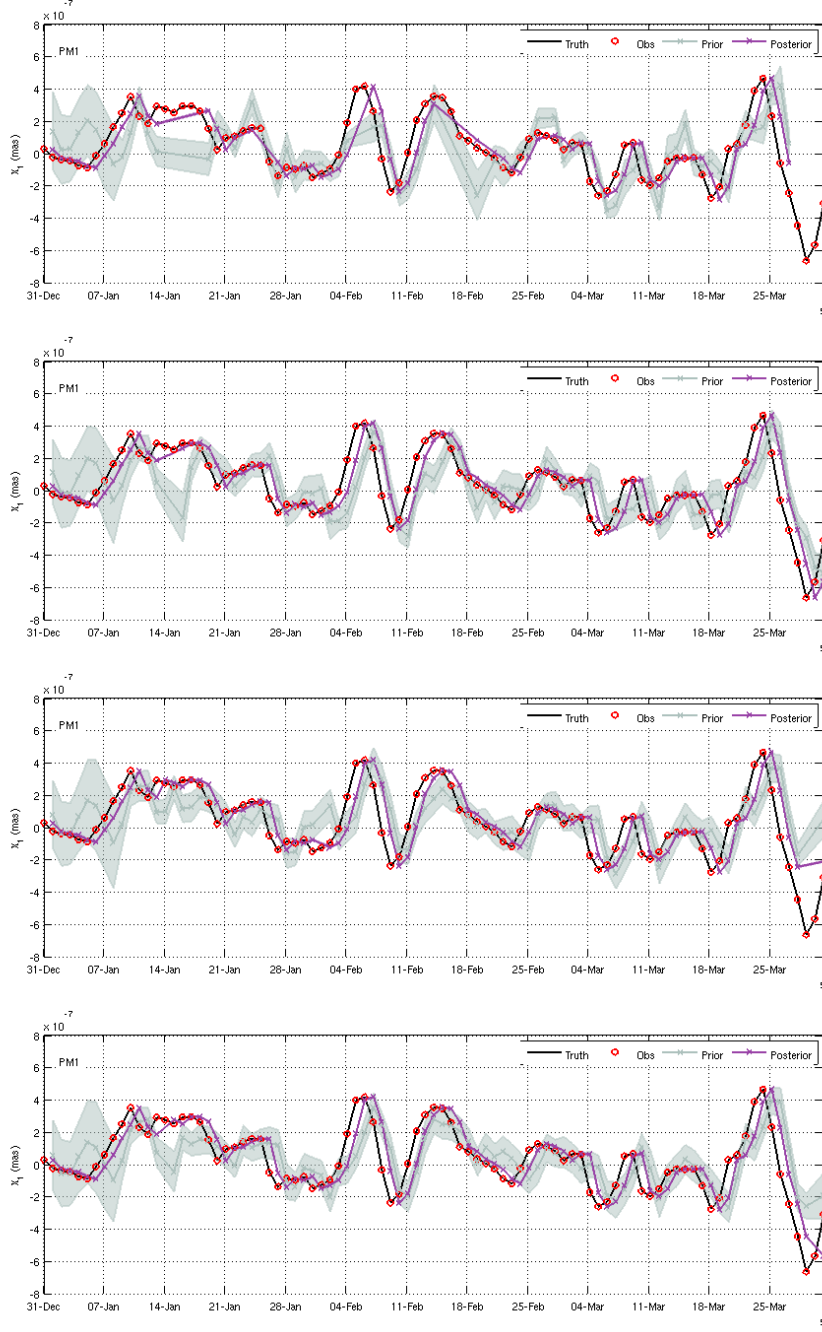 x 10⁻⁷
8
PM1
Truth Obs Prior Posterior
6
4
2
0
-2
-4
-6
-8
χ₁ (mas)
31-Dec 07-Jan 14-Jan 21-Jan 28-Jan 04-Feb 11-Feb 18-Feb 25-Feb 04-Mar 11-Mar 18-Mar 25-Mar
x 10⁻⁷
8
PM1
Truth Obs Prior Posterior
6
4
2
0
-2
-4
-6
-8
χ₁ (mas)
31-Dec 07-Jan 14-Jan 21-Jan 28-Jan 04-Feb 11-Feb 18-Feb 25-Feb 04-Mar 11-Mar 18-Mar 25-Mar
x 10⁻⁷
8
PM1
Truth Obs Prior Posterior
6
4
2
0
-2
-4
-6
-8
χ₁ (mas)
31-Dec 07-Jan 14-Jan 21-Jan 28-Jan 04-Feb 11-Feb 18-Feb 25-Feb 04-Mar 11-Mar 18-Mar 25-Mar
x 10⁻⁷
8
PM1
Truth Obs Prior Posterior
6
4
2
0
-2
-4
-6
-8
χ₁ (mas)
31-Dec 07-Jan 14-Jan 21-Jan 28-Jan 04-Feb 11-Feb 18-Feb 25-Feb 04-Mar 11-Mar 18-Mar 25-Mar